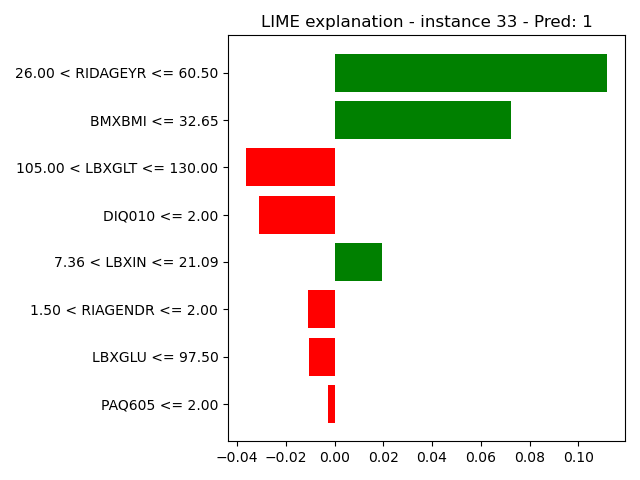 LIME explanation - instance 33 - Pred: 1
26.00 < RIDAGEYR <= 60.50
BMXBMI <= 32.65
105.00 < LBXGLT <= 130.00
DIQ010 <= 2.00
7.36 < LBXIN <= 21.09
1.50 < RIAGENDR <= 2.00
LBXGLU <= 97.50
PAQ605 <= 2.00
−0.04 −0.02 0.00 0.02 0.04 0.06 0.08 0.10